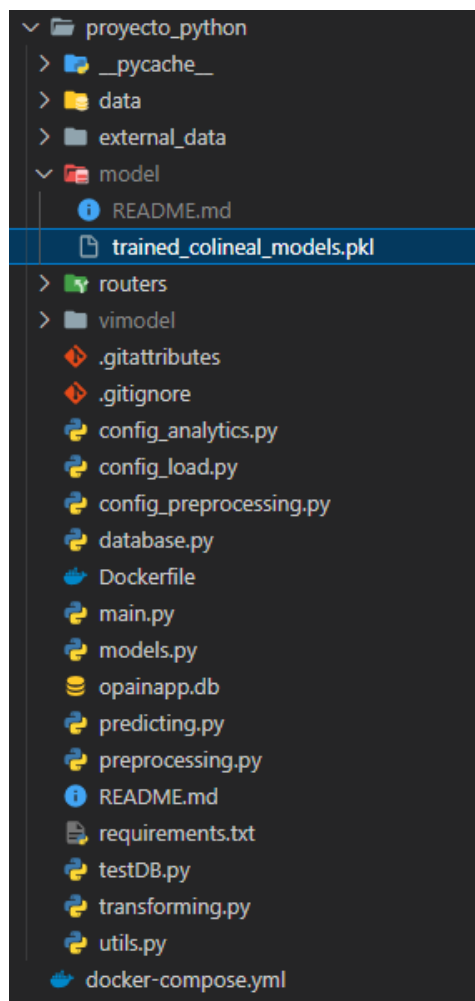 proyecto_python
__pycache__
data
external_data
model
README.md
trained_colineal_models.pkl
routers
vimodel
.gitattributes
.gitignore
config_analytics.py
config_load.py
config_preprocessing.py
database.py
Dockerfile
main.py
models.py
opainapp.db
predicting.py
preprocessing.py
README.md
requirements.txt
testDB.py
transforming.py
utils.py
docker-compose.yml